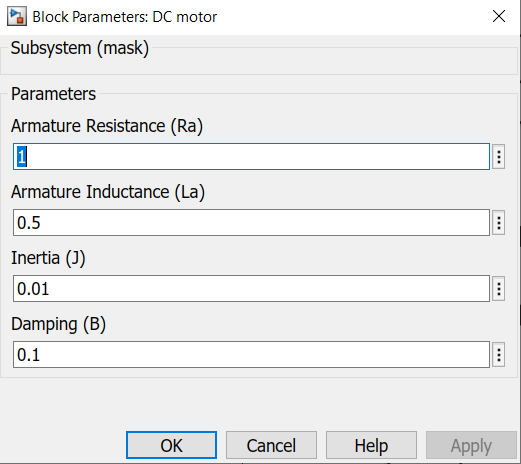 Block Parameters: DC motor
Subsystem (mask)
Parameters
Armature Resistance (Ra)
1
Armature Inductance (La)
0.5
Inertia (J)
0.01
Damping (B)
0.1
OK Cancel Help Apply